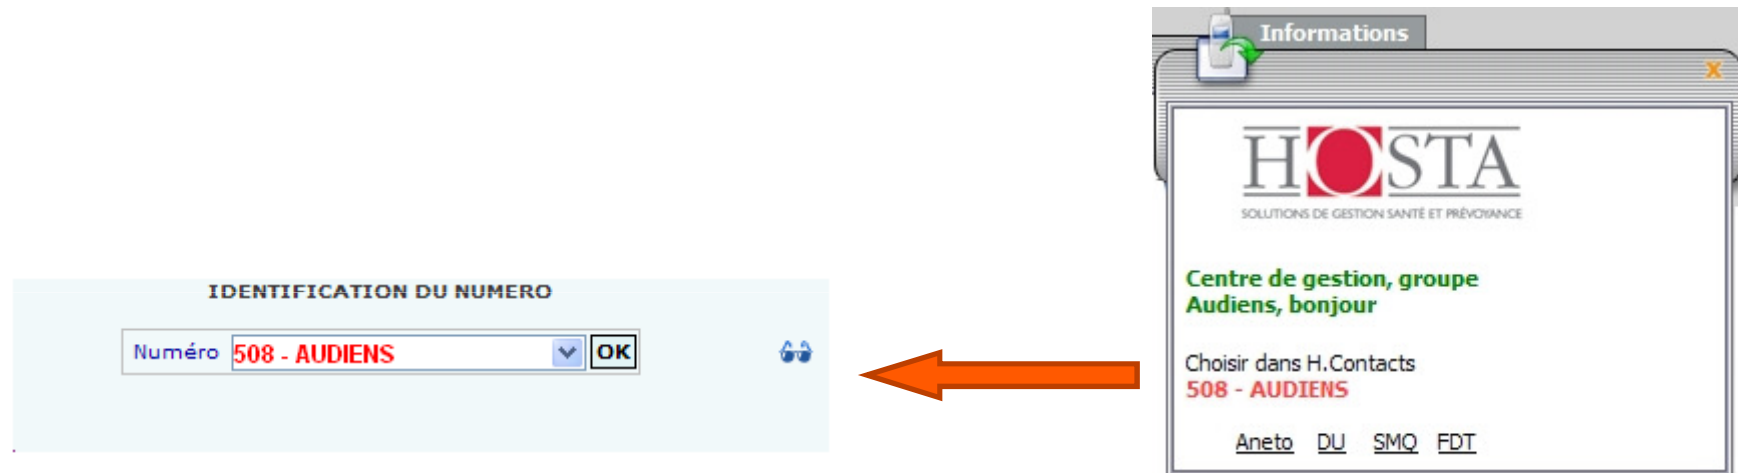 Informations
x
HOSTA
SOLUTIONS DE GESTION SANTÉ ET PRÉVOYANCE
Centre de gestion, groupe
Audiens, bonjour
Choisir dans H.Contacts
508 - AUDIENS
Aneto DU SMQ FDT
IDENTIFICATION DU NUMERO
Numéro 508 - AUDIENS OK